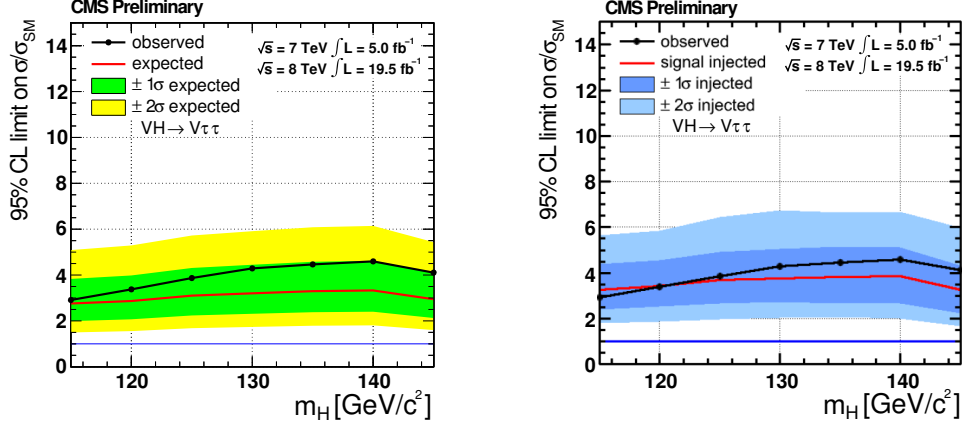 CMS Preliminary
95% CL limit on σ/σ_SM
14
12
10
8
6
4
2
0
observed
expected
± 1σ expected
± 2σ expected
VH→ Vττ
√s = 7 TeV ∫L = 5.0 fb⁻¹
√s = 8 TeV ∫L = 19.5 fb⁻¹
120 130 140
m_H [GeV/c²]
CMS Preliminary
95% CL limit on σ/σ_SM
14
12
10
8
6
4
2
0
observed
signal injected
± 1σ injected
± 2σ injected
VH→ Vττ
√s = 7 TeV ∫L = 5.0 fb⁻¹
√s = 8 TeV ∫L = 19.5 fb⁻¹
120 130 140
m_H [GeV/c²]